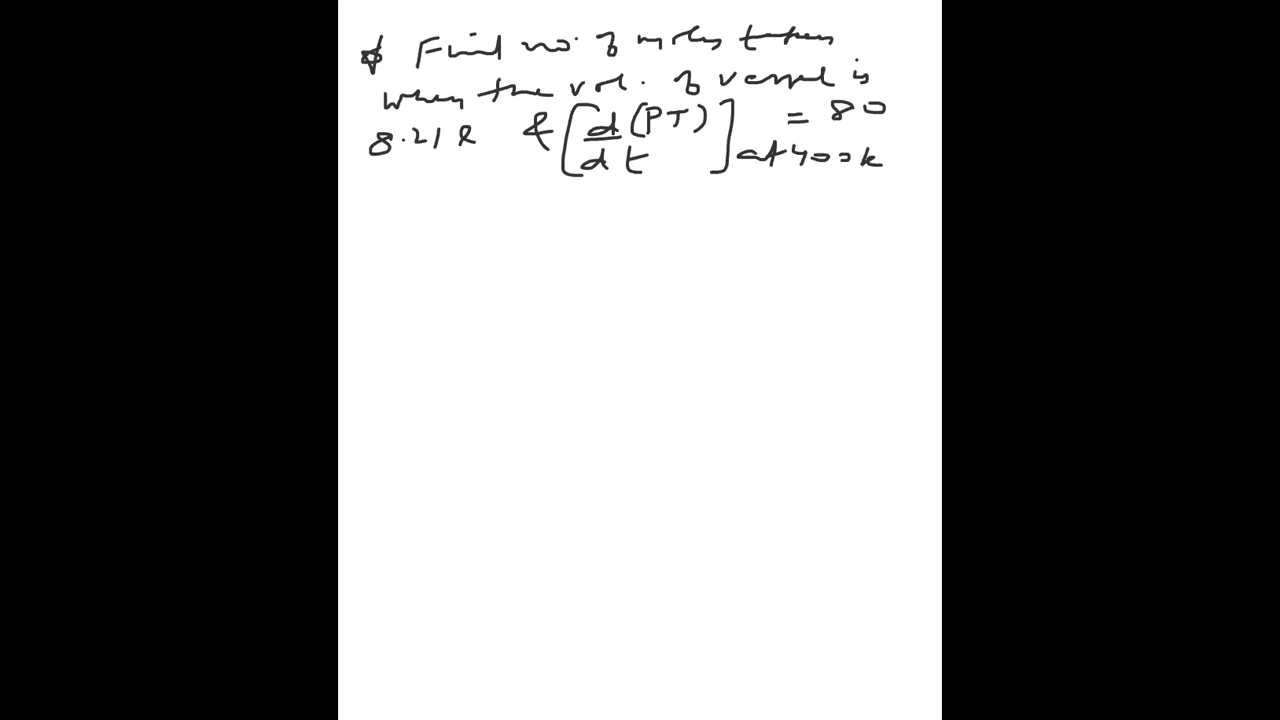 Find no. of moles taken
when the vol. of vessel is
8.21 l & [d/dt (PT)] at 400k = 80